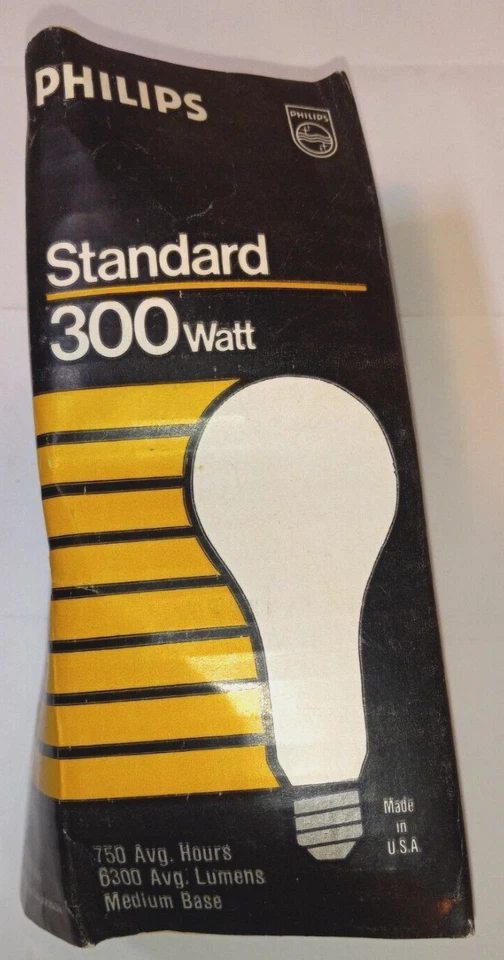 PHILIPS
PHILIPS
Standard
300 Watt
750 Avg. Hours
6300 Avg. Lumens
Medium Base
Made
in
U.S.A.